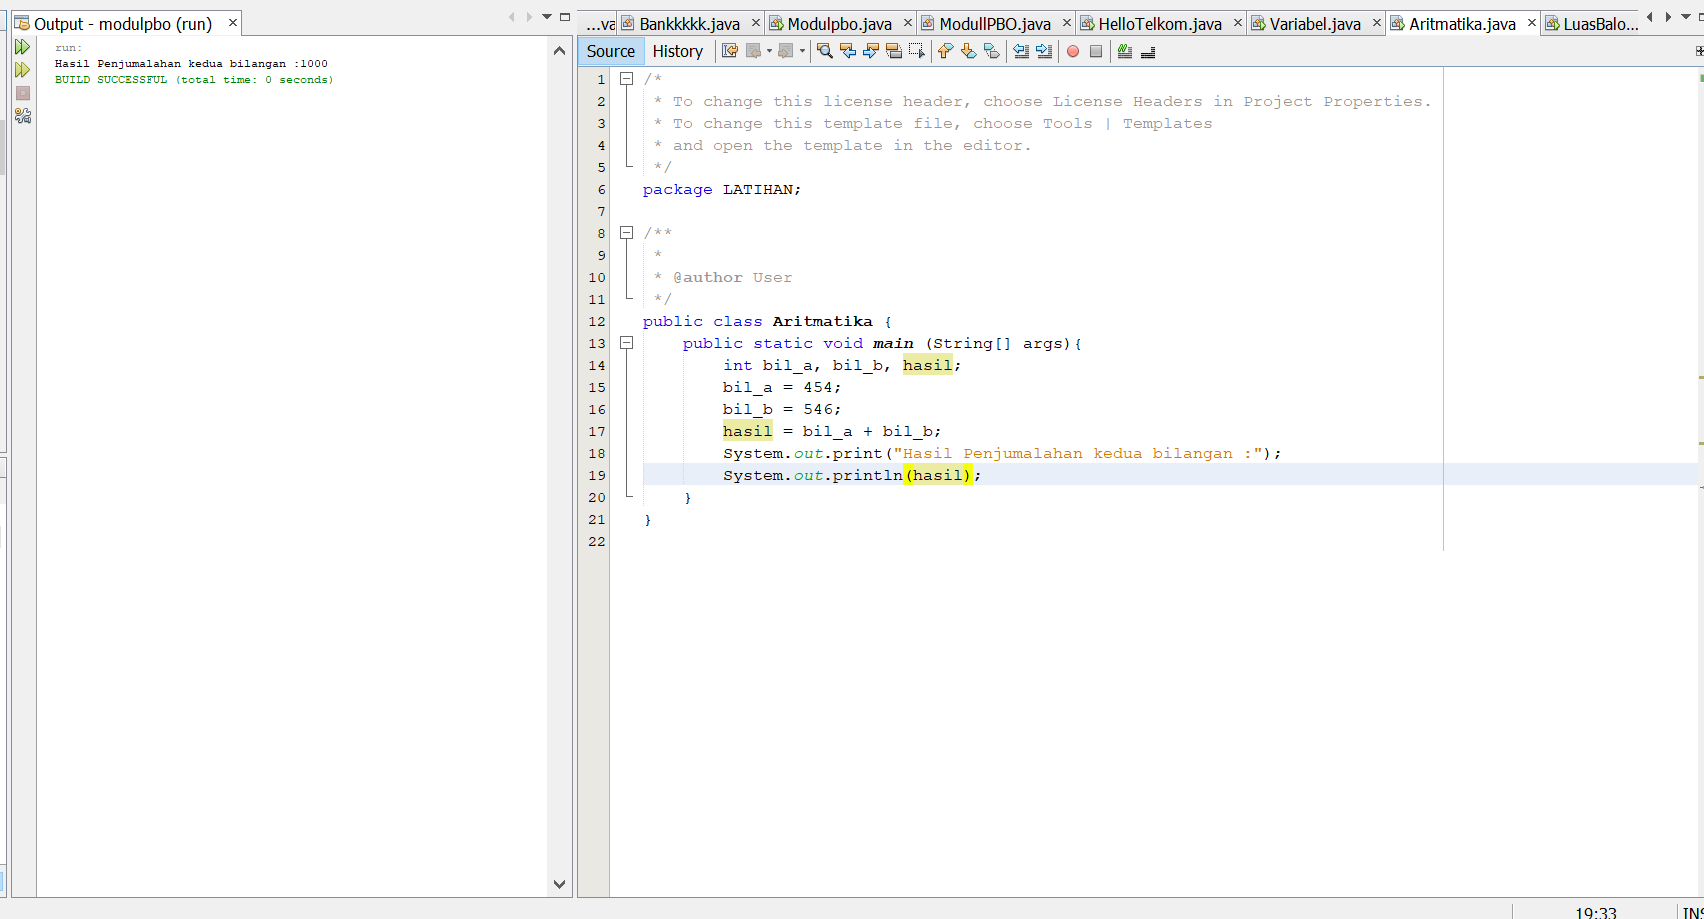 Output - modulpbo (run)
run:
Hasil Penjumalahan kedua bilangan :1000
BUILD SUCCESSFUL (total time: 0 seconds)
...va Bankkkkk.java Modulpbo.java ModullPBO.java HelloTelkom.java Variabel.java Aritmatika.java LuasBalo...
Source History
1 /*
2 * To change this license header, choose License Headers in Project Properties.
3 * To change this template file, choose Tools | Templates
4 * and open the template in the editor.
5 */
6 package LATIHAN;
7
8 /**
9 *
10 * @author User
11 */
12 public class Aritmatika {
13 public static void main (String[] args){
14 int bil_a, bil_b, hasil;
15 bil_a = 454;
16 bil_b = 546;
17 hasil = bil_a + bil_b;
18 System.out.print("Hasil Penjumalahan kedua bilangan :");
19 System.out.println(hasil);
20 }
21 }
22
19:33 INS